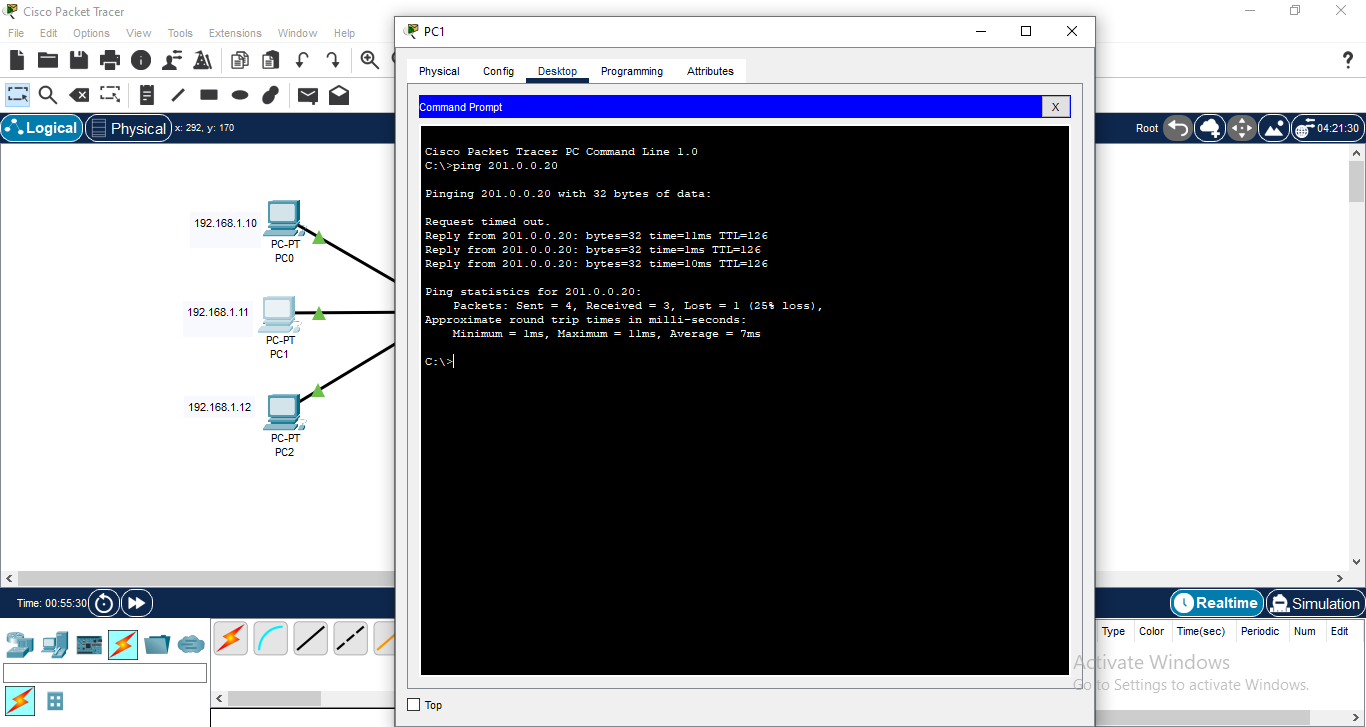 Cisco Packet Tracer
File Edit Options View Tools Extensions Window Help
?
Logical Physical x: 292, y: 170
Root 04:21:30
192.168.1.10
PC-PT
PC0
192.168.1.11
PC-PT
PC1
192.168.1.12
PC-PT
PC2
PC1
Physical Config Desktop Programming Attributes
Command Prompt X
Cisco Packet Tracer PC Command Line 1.0
C:\>ping 201.0.0.20
Pinging 201.0.0.20 with 32 bytes of data:
Request timed out.
Reply from 201.0.0.20: bytes=32 time=11ms TTL=126
Reply from 201.0.0.20: bytes=32 time=1ms TTL=126
Reply from 201.0.0.20: bytes=32 time=10ms TTL=126
Ping statistics for 201.0.0.20:
Packets: Sent = 4, Received = 3, Lost = 1 (25% loss),
Approximate round trip times in milli-seconds:
Minimum = 1ms, Maximum = 11ms, Average = 7ms
C:\>
Top
Time: 00:55:30
Realtime Simulation
Type Color Time(sec) Periodic Num Edit
Activate Windows
Go to Settings to activate Windows.